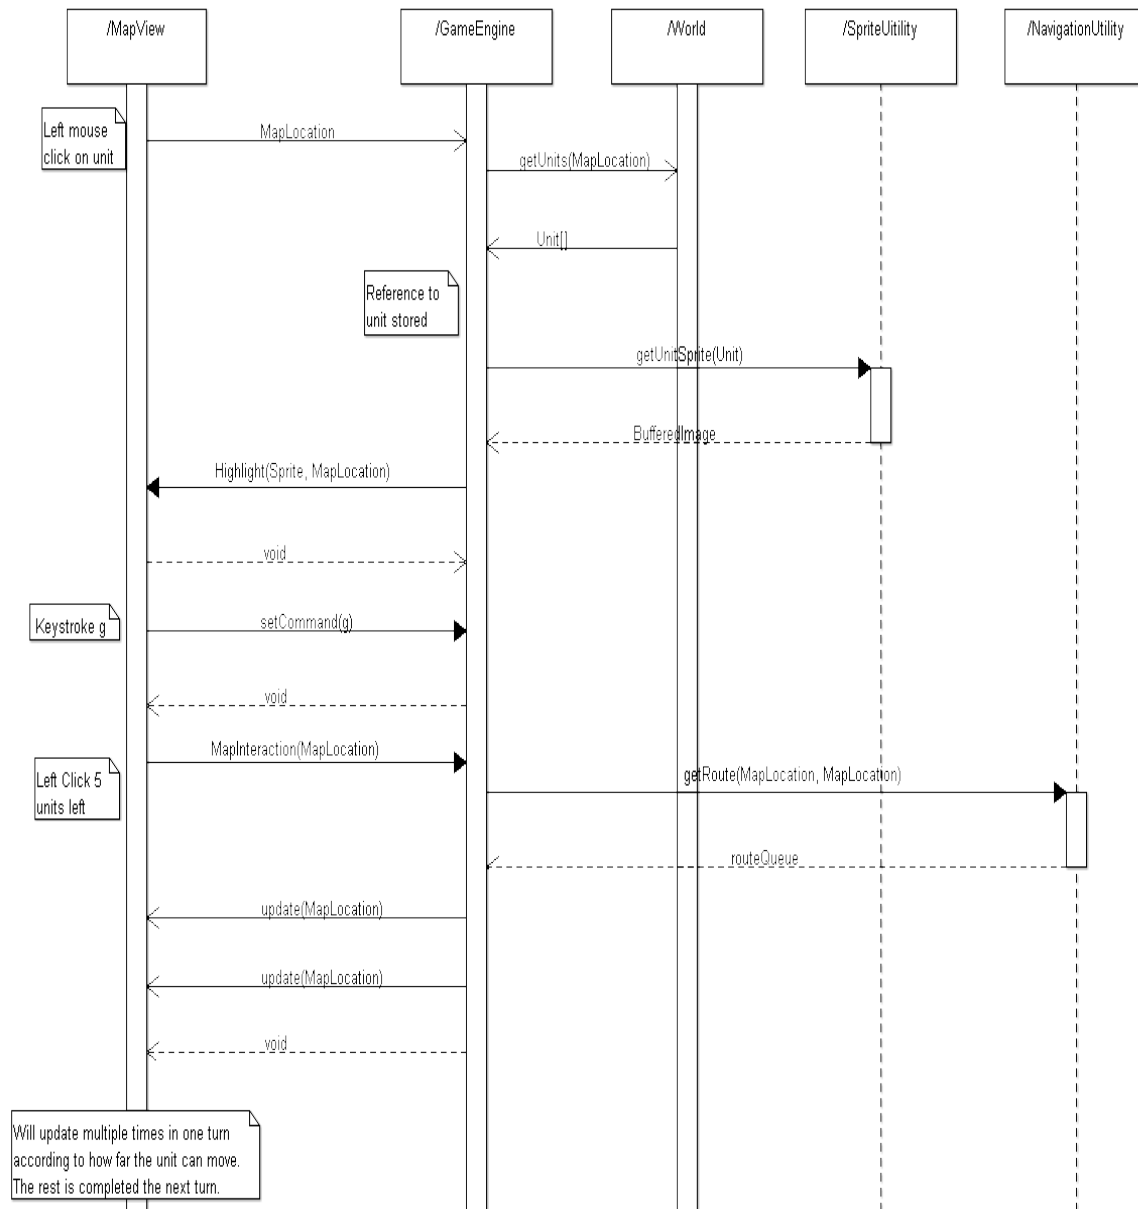 /MapView
/GameEngine
/World
/SpriteUitility
/NavigationUtility
Left mouse
click on unit
MapLocation
getUnits(MapLocation)
Unit[]
Reference to
unit stored
getUnitSprite(Unit)
BufferedImage
Highlight(Sprite, MapLocation)
void
Keystroke g
setCommand(g)
void
MapInteraction(MapLocation)
Left Click 5
units left
getRoute(MapLocation, MapLocation)
routeQueue
update(MapLocation)
update(MapLocation)
void
Will update multiple times in one turn
according to how far the unit can move.
The rest is completed the next turn.